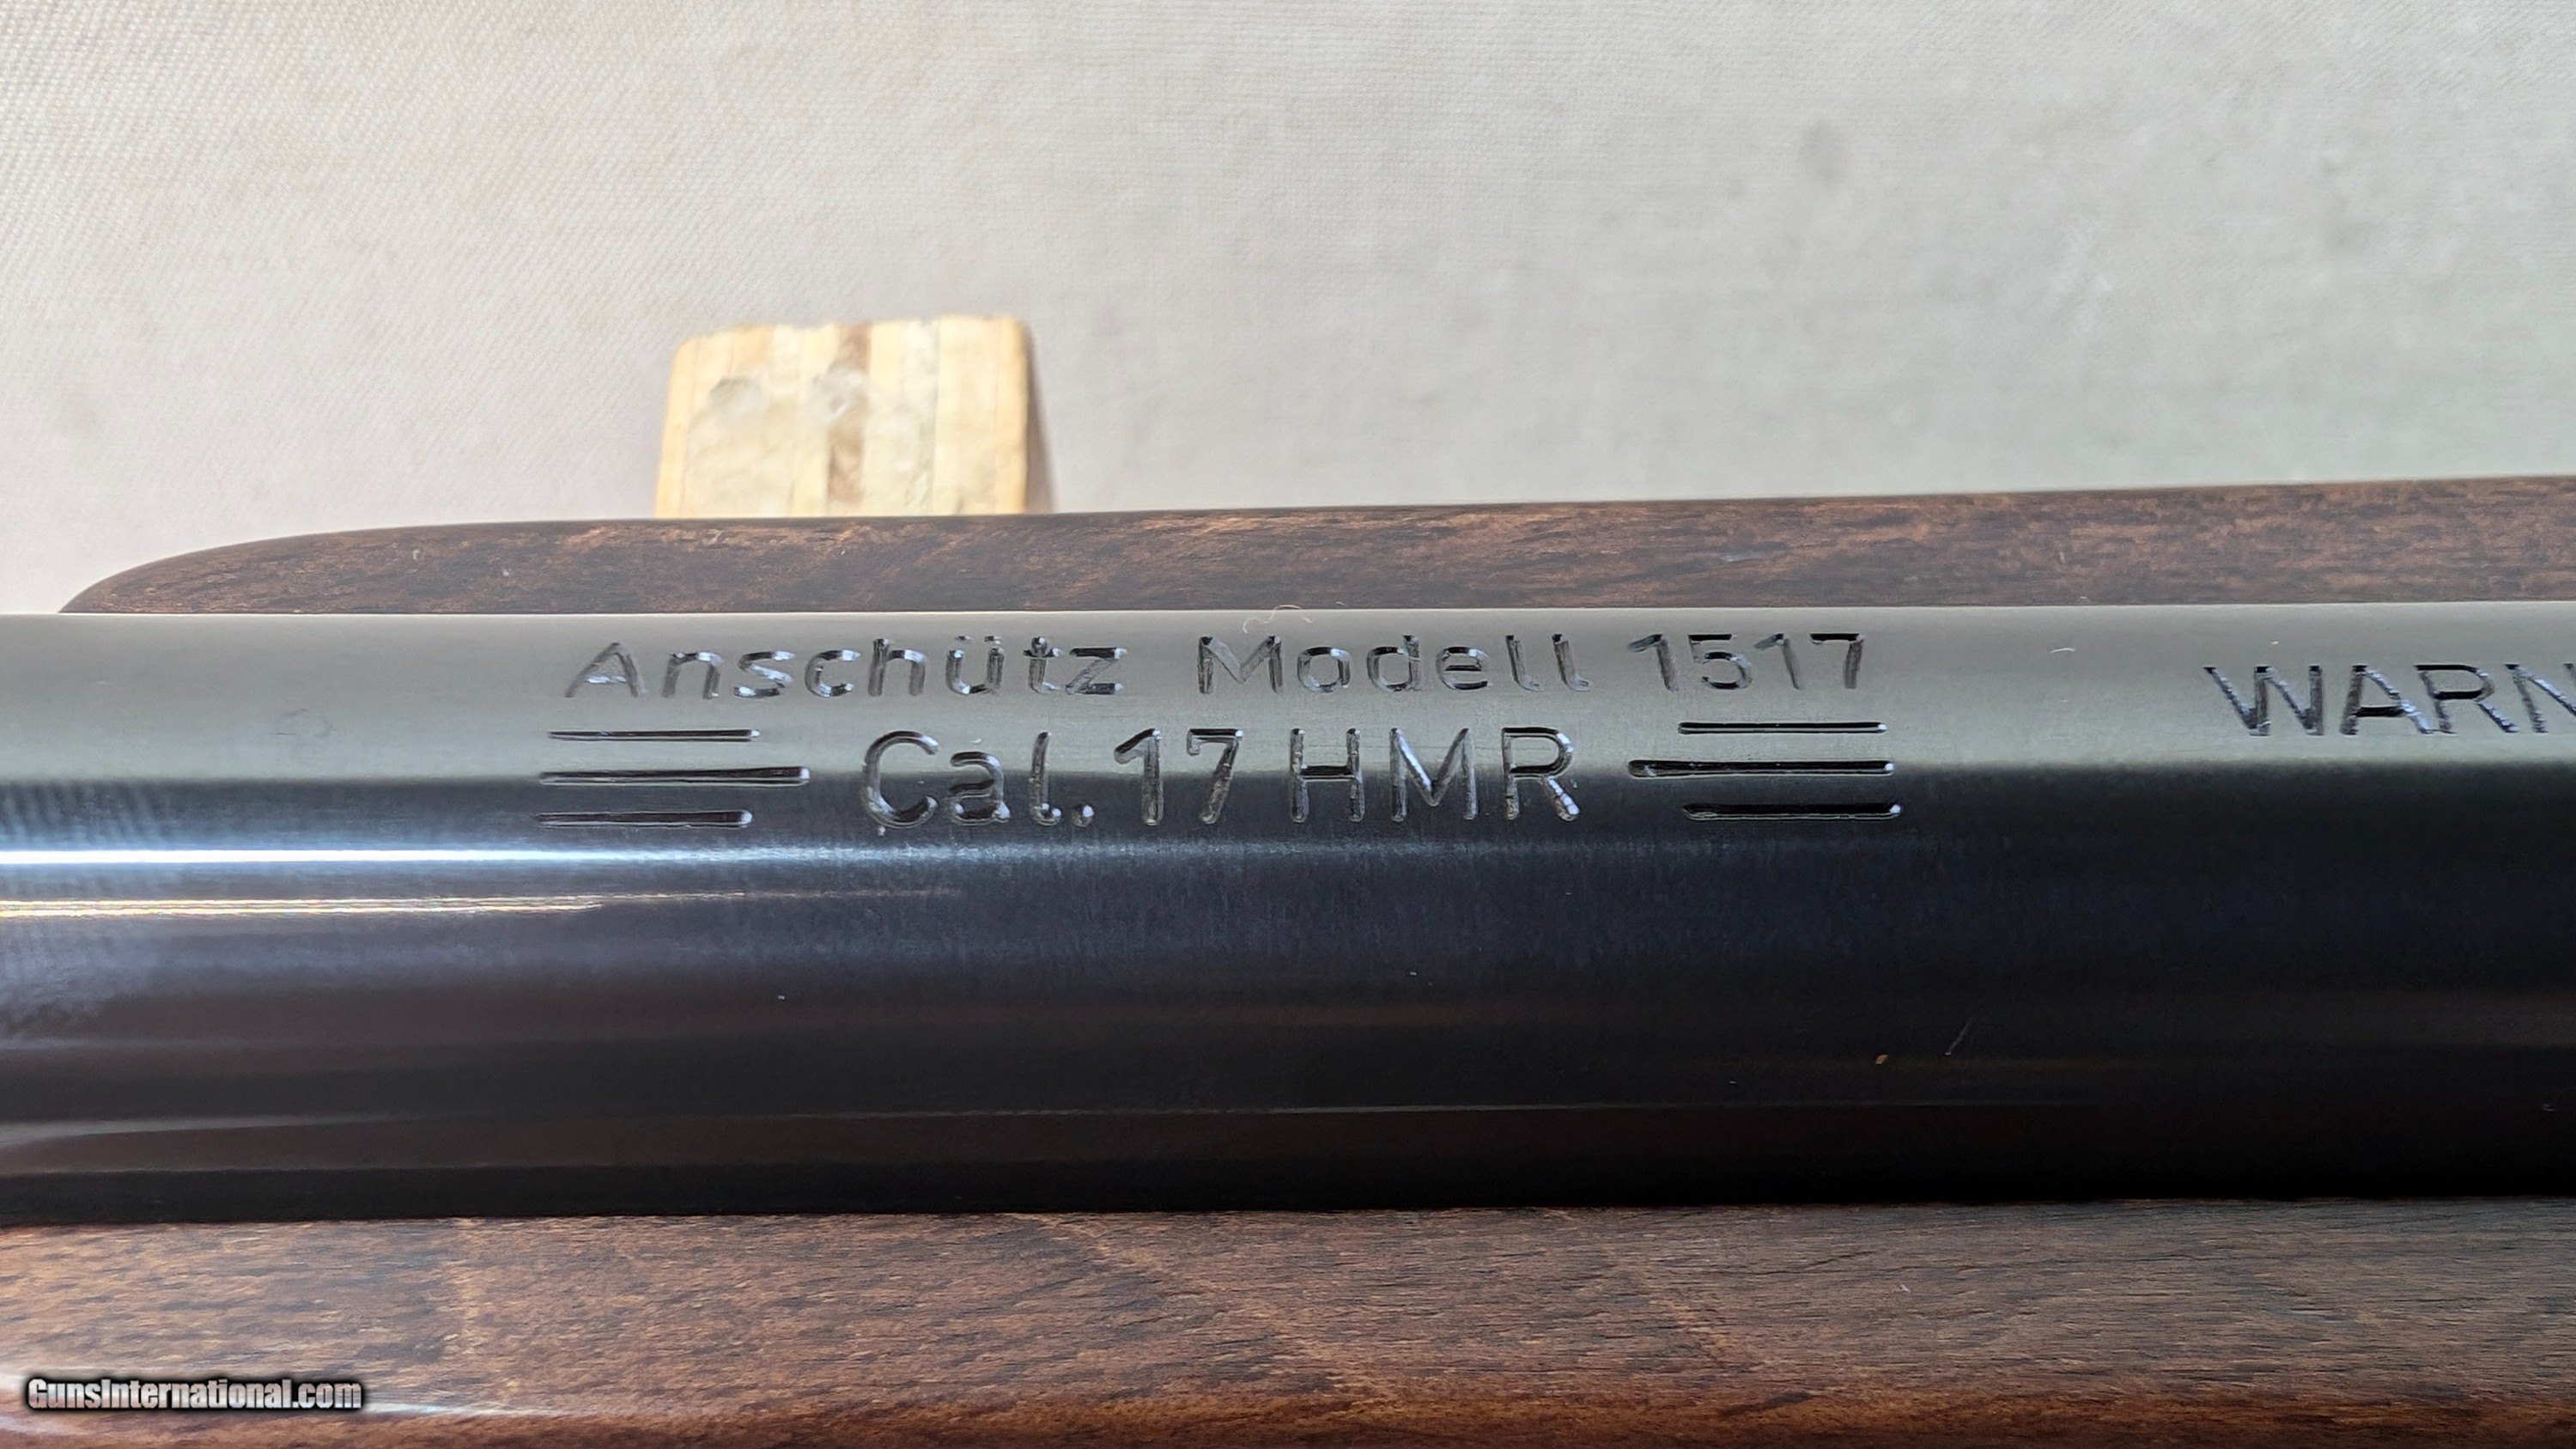 Anschütz Modell 1517
Cal. 17 HMR
WARN
GunsInternational.com